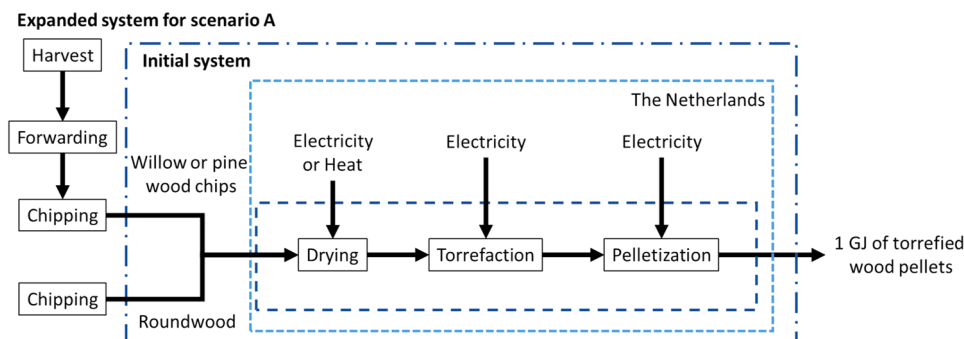 Expanded system for scenario A
Harvest
Initial system
The Netherlands
Forwarding
Electricity
or Heat
Electricity
Electricity
Willow or pine
wood chips
Chipping
Drying
Torrefaction
Pelletization
1 GJ of torrefied
wood pellets
Chipping
Roundwood